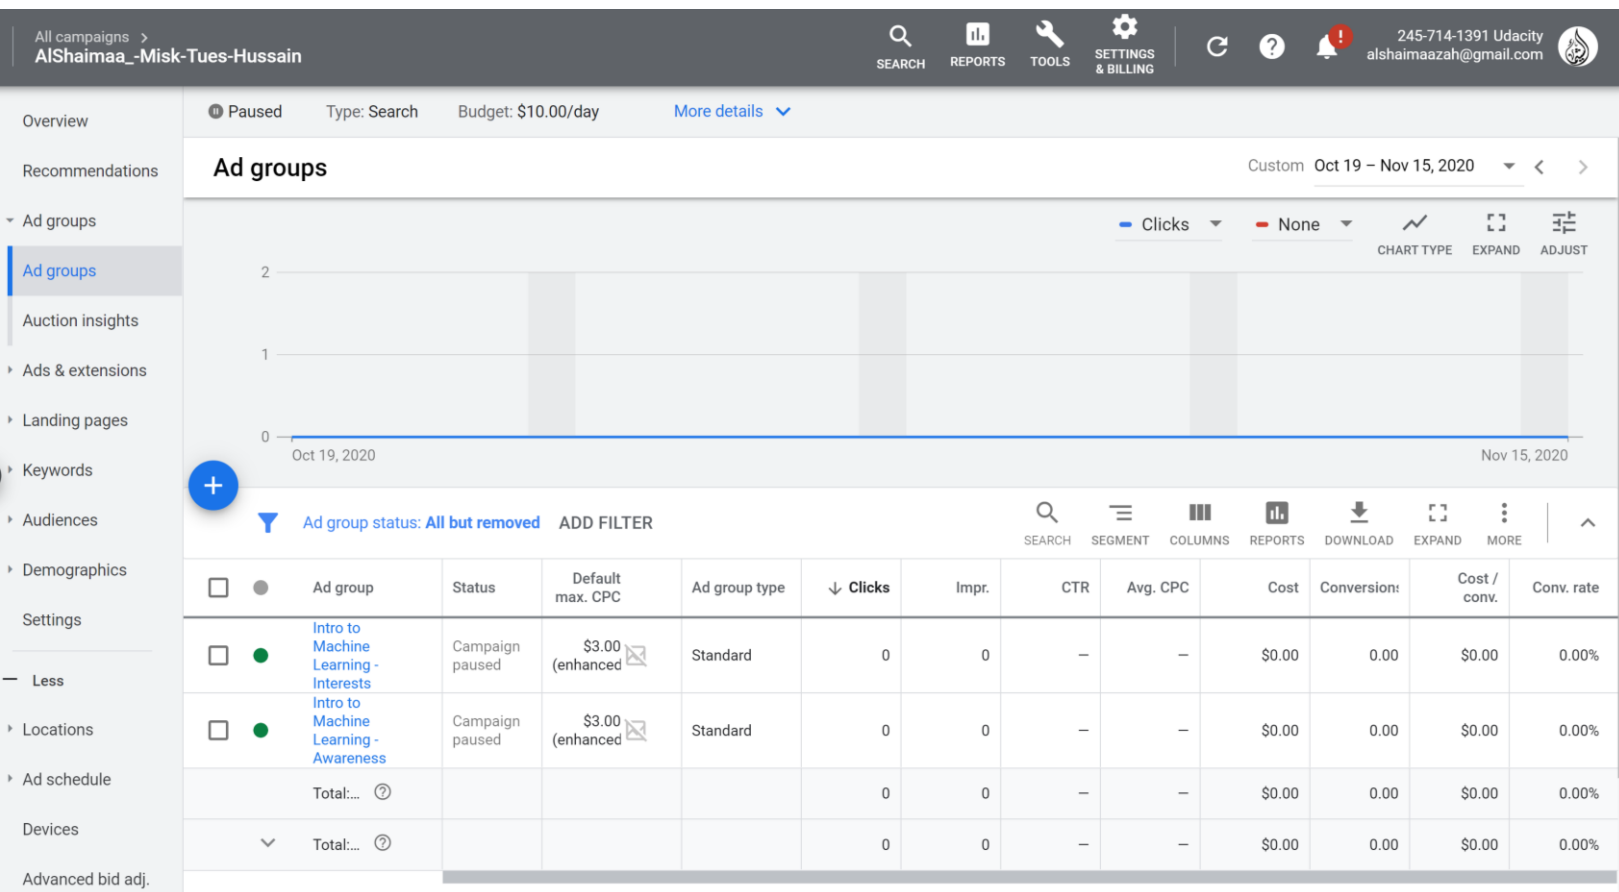 All campaigns >
AlShaimaa_-Misk-Tues-Hussain
SEARCH
REPORTS
TOOLS
SETTINGS
& BILLING
!
245-714-1391 Udacity
alshaimaazah@gmail.com
Overview
Recommendations
Ad groups
Ad groups
Auction insights
Ads & extensions
Landing pages
Keywords
Audiences
Demographics
Settings
Less
Locations
Ad schedule
Devices
Advanced bid adj.
Paused Type: Search Budget: $10.00/day More details
Ad groups
Custom Oct 19 – Nov 15, 2020
Clicks None CHART TYPE EXPAND ADJUST
2
1
0
Oct 19, 2020 Nov 15, 2020
Ad group status: All but removed ADD FILTER
SEARCH SEGMENT COLUMNS REPORTS DOWNLOAD EXPAND MORE
Ad group Status Default max. CPC Ad group type Clicks Impr. CTR Avg. CPC Cost Conversions Cost / conv. Conv. rate
Intro to
Machine
Learning -
Interests
Campaign
paused
$3.00
(enhanced
Standard 0 0 – – $0.00 0.00 $0.00 0.00%
Intro to
Machine
Learning -
Awareness
Campaign
paused
$3.00
(enhanced
Standard 0 0 – – $0.00 0.00 $0.00 0.00%
Total:... 0 0 – – $0.00 0.00 $0.00 0.00%
Total:... 0 0 – – $0.00 0.00 $0.00 0.00%